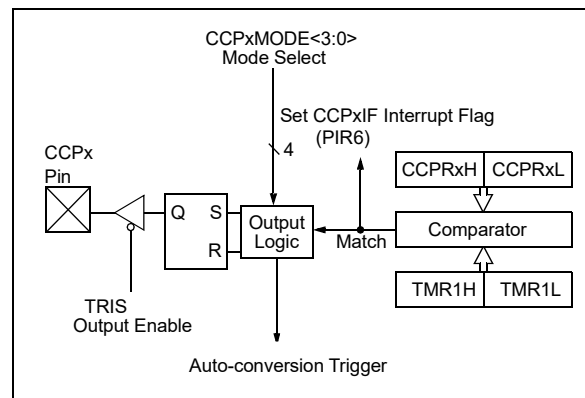 CCPxMODE<3:0>
Mode Select
Set CCPxIF Interrupt Flag
(PIR6)
4
CCPx
Pin
CCPRxH
CCPRxL
Q
S
R
Output
Logic
Match
Comparator
TMR1H
TMR1L
TRIS
Output Enable
Auto-conversion Trigger